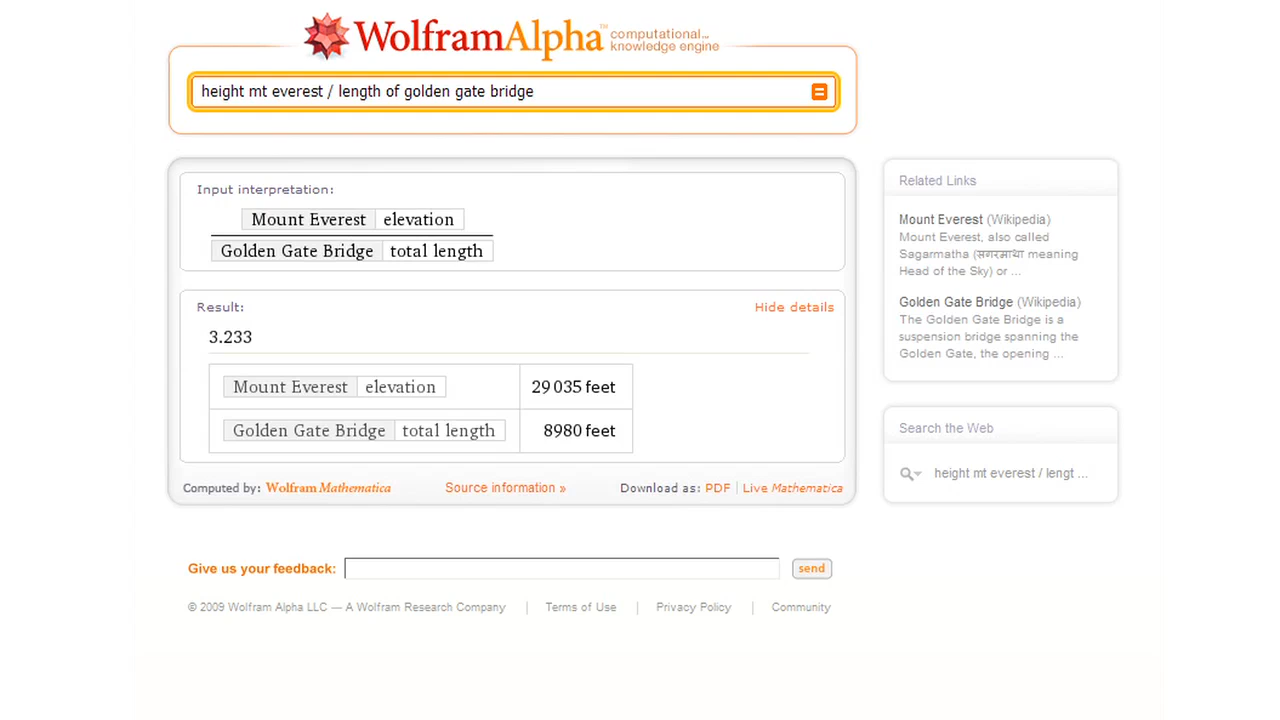 WolframAlpha™ computational... knowledge engine
height mt everest / length of golden gate bridge
Input interpretation:
Mount Everest elevation
Golden Gate Bridge total length
Result:
Hide details
3.233
Mount Everest elevation 29 035 feet
Golden Gate Bridge total length 8980 feet
Computed by: Wolfram Mathematica
Source information »
Download as: PDF | Live Mathematica
Related Links
Mount Everest (Wikipedia)
Mount Everest, also called
Sagarmatha (सगरमाथा meaning
Head of the Sky) or ...
Golden Gate Bridge (Wikipedia)
The Golden Gate Bridge is a
suspension bridge spanning the
Golden Gate, the opening ...
Search the Web
height mt everest / lengt ...
Give us your feedback:
send
© 2009 Wolfram Alpha LLC — A Wolfram Research Company | Terms of Use | Privacy Policy | Community